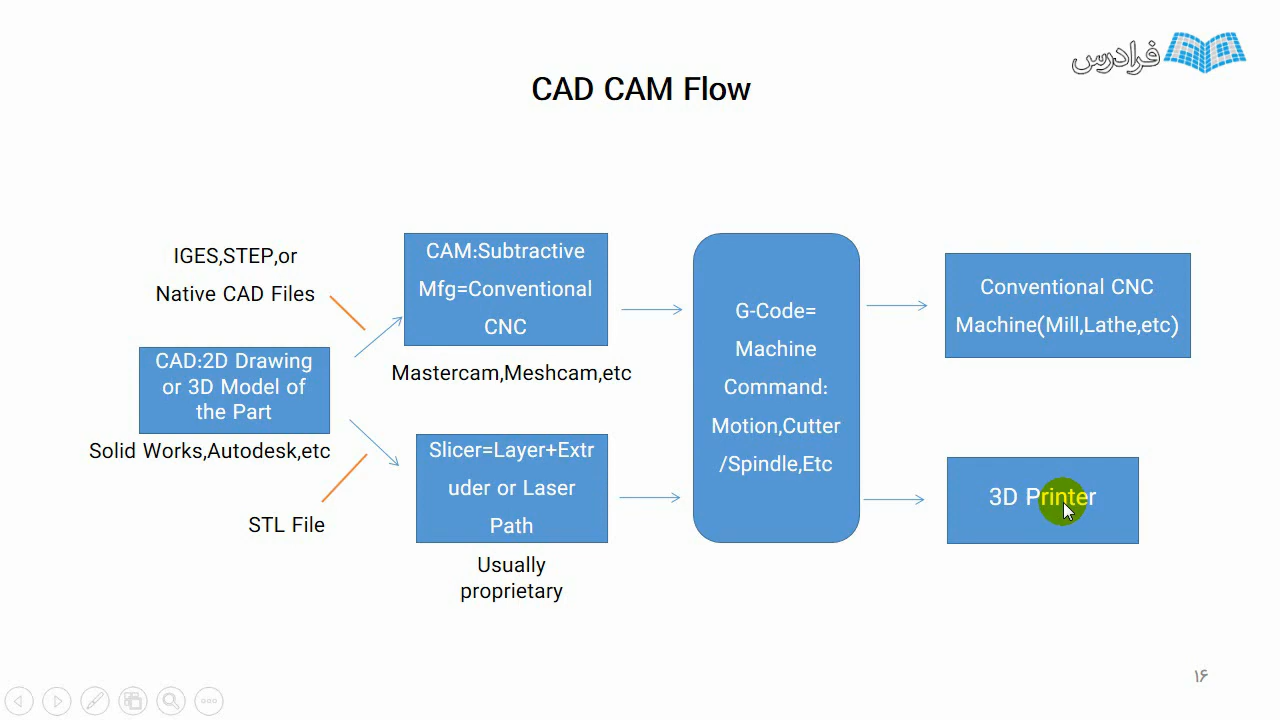 فرادرس
CAD CAM Flow
IGES,STEP,or
Native CAD Files
CAD:2D Drawing
or 3D Model of
the Part
Solid Works,Autodesk,etc
STL File
CAM:Subtractive
Mfg=Conventional
CNC
Mastercam,Meshcam,etc
Slicer=Layer+Extr
uder or Laser
Path
Usually
proprietary
G-Code=
Machine
Command:
Motion,Cutter
/Spindle,Etc
Conventional CNC
Machine(Mill,Lathe,etc)
3D Printer
۱۶